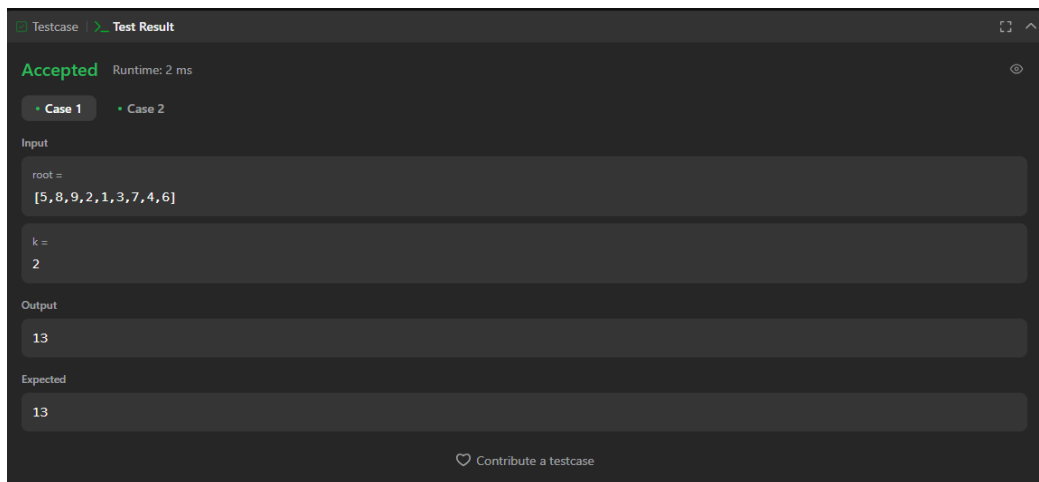 Testcase | >_ Test Result
Accepted Runtime: 2 ms
• Case 1 • Case 2
Input
root =
[5,8,9,2,1,3,7,4,6]
k =
2
Output
13
Expected
13
Contribute a testcase